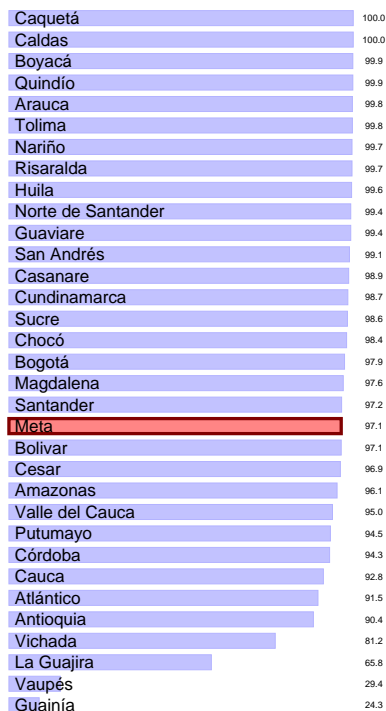 Caquetá 100.0
Caldas 100.0
Boyacá 99.9
Quindío 99.9
Arauca 99.8
Tolima 99.8
Nariño 99.7
Risaralda 99.7
Huila 99.6
Norte de Santander 99.4
Guaviare 99.4
San Andrés 99.1
Casanare 98.9
Cundinamarca 98.7
Sucre 98.6
Chocó 98.4
Bogotá 97.9
Magdalena 97.6
Santander 97.2
Meta 97.1
Bolivar 97.1
Cesar 96.9
Amazonas 96.1
Valle del Cauca 95.0
Putumayo 94.5
Córdoba 94.3
Cauca 92.8
Atlántico 91.5
Antioquia 90.4
Vichada 81.2
La Guajira 65.8
Vaupés 29.4
Guainía 24.3